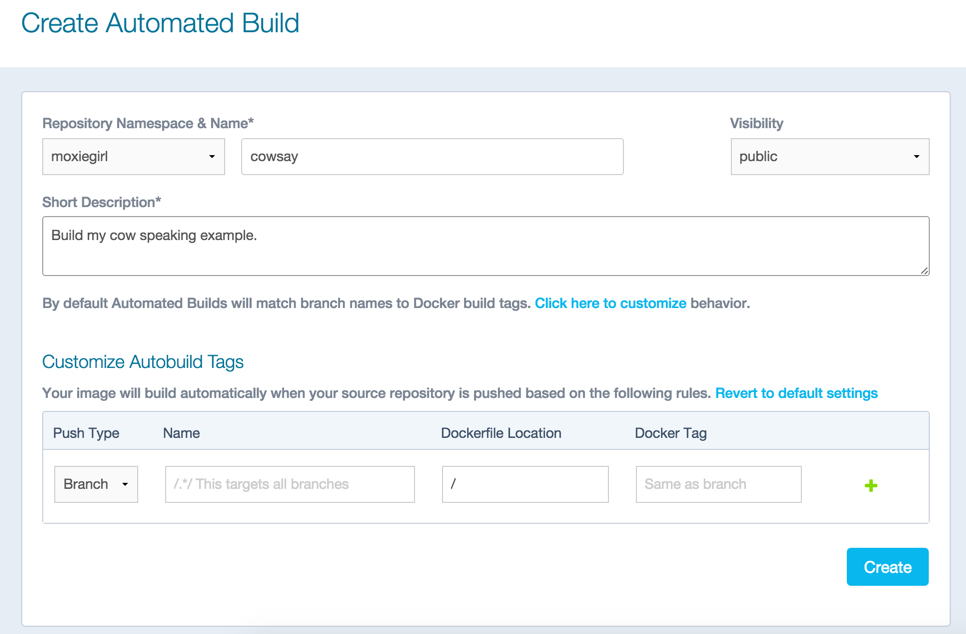 Create Automated Build
Repository Namespace & Name* Visibility
moxiegirl cowsay public
Short Description*
Build my cow speaking example.
By default Automated Builds will match branch names to Docker build tags. Click here to customize behavior.
Customize Autobuild Tags
Your image will build automatically when your source repository is pushed based on the following rules. Revert to default settings
Push Type Name Dockerfile Location Docker Tag
Branch /.*/ This targets all branches / Same as branch
Create